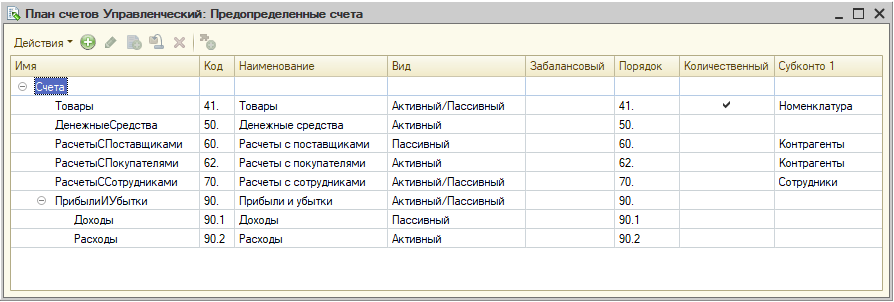 План счетов Управленческий: Предопределенные счета
Действия
Имя Код Наименование Вид Забалансовый Порядок Количественный Субконто 1
Счета
Товары 41. Товары Активный/Пассивный 41. Номенклатура
ДенежныеСредства 50. Денежные средства Активный 50.
РасчетыСПоставщиками 60. Расчеты с поставщиками Пассивный 60. Контрагенты
РасчетыСПокупателями 62. Расчеты с покупателями Активный 62. Контрагенты
РасчетыССотрудниками 70. Расчеты с сотрудниками Активный/Пассивный 70. Сотрудники
ПрибылиИУбытки 90. Прибыли и убытки Активный/Пассивный 90.
Доходы 90.1 Доходы Пассивный 90.1
Расходы 90.2 Расходы Активный 90.2